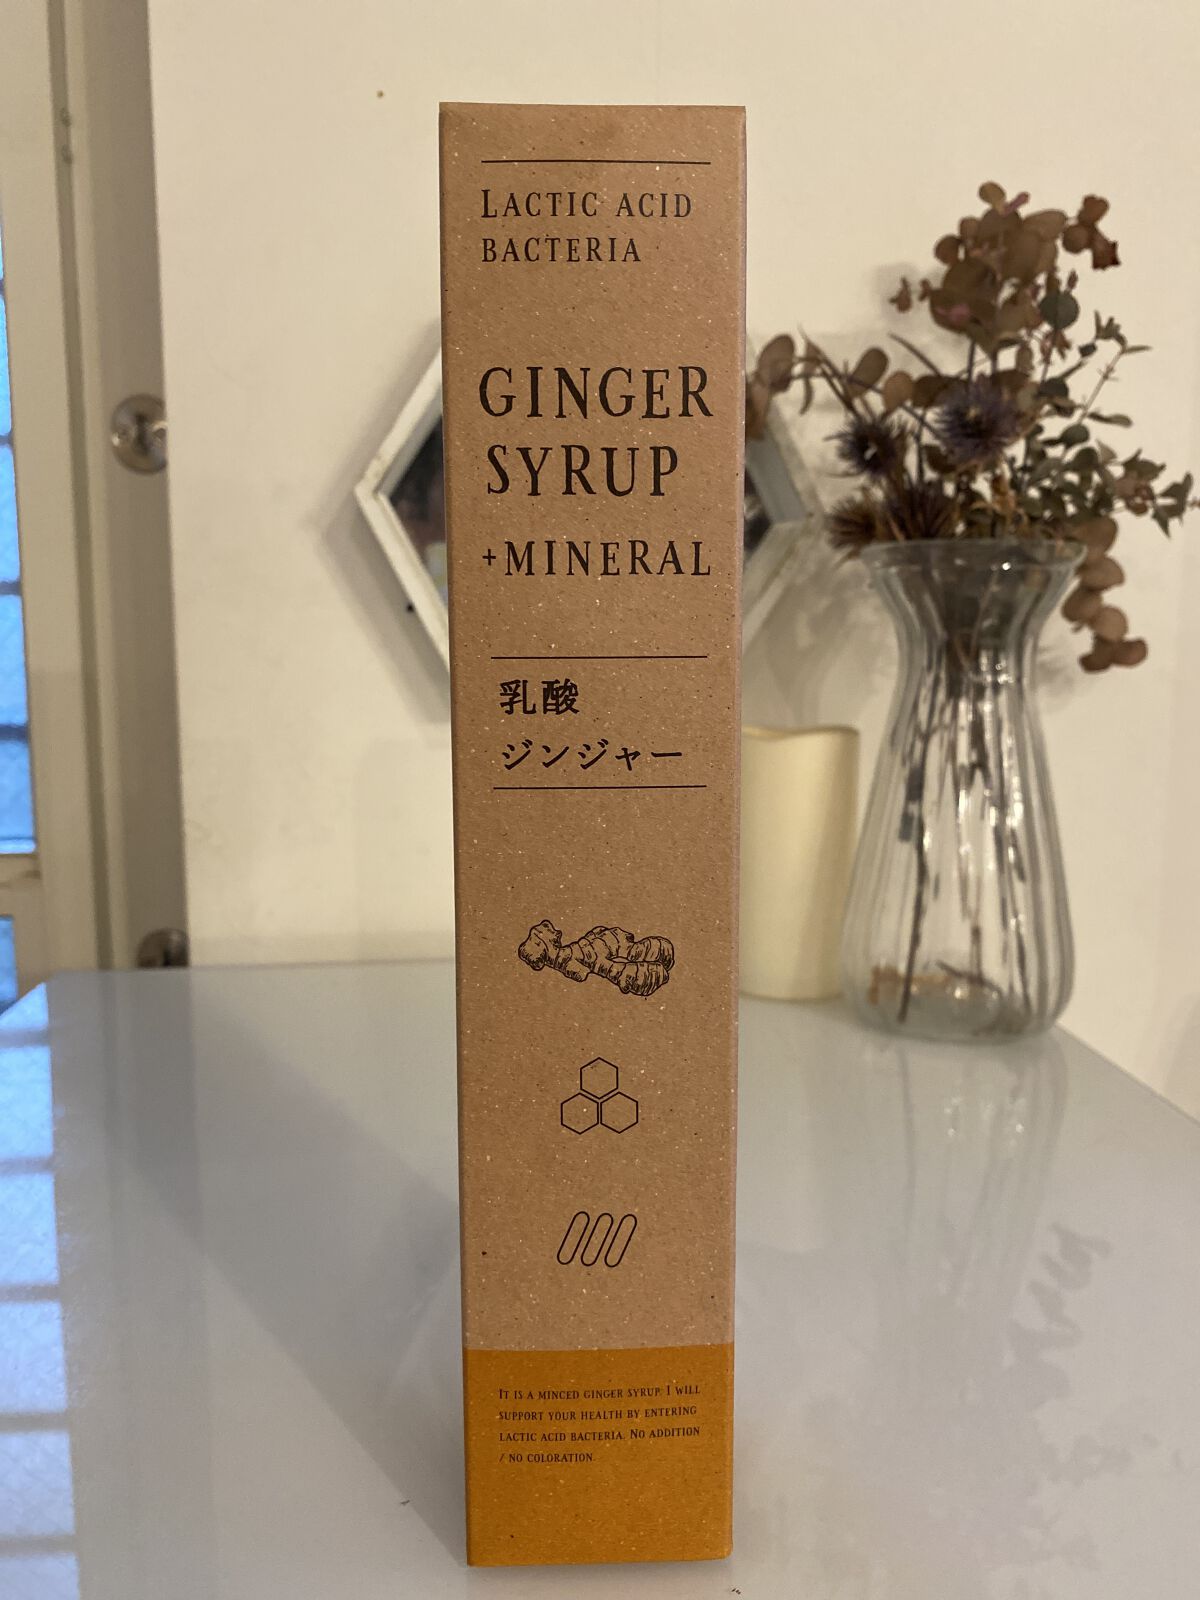 LACTIC ACID
BACTERIA
GINGER
SYRUP
+MINERAL
乳酸
ジンジャー
IT IS A MINCED GINGER SYRUP. I WILL
SUPPORT YOUR HEALTH BY ENTERING
LACTIC ACID BACTERIA. NO ADDITION
/ NO COLORATION.